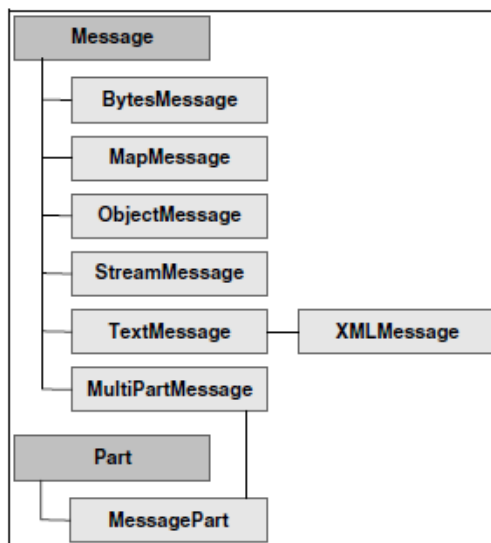 Message
BytesMessage
MapMessage
ObjectMessage
StreamMessage
TextMessage XMLMessage
MultiPartMessage
Part
MessagePart